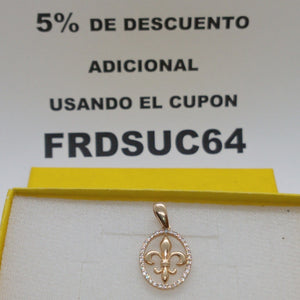 5% DE DESCUENTO
ADICIONAL
USANDO EL CUPON
FRDSUC64